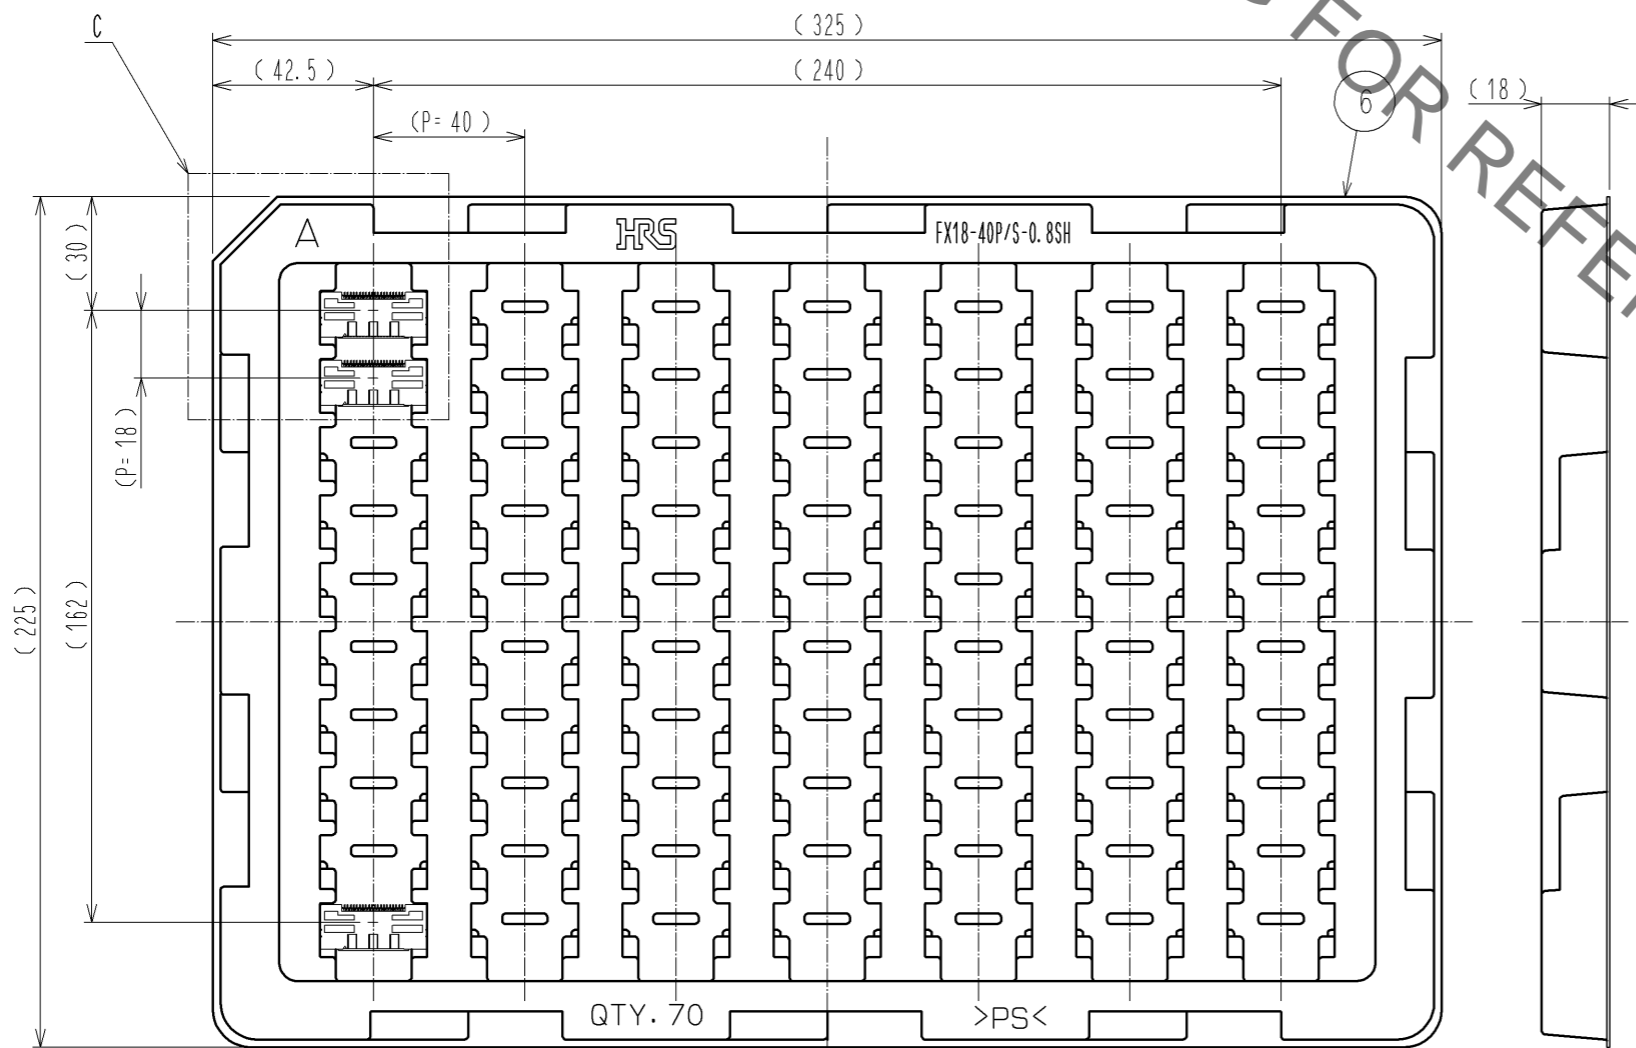 C
( 325 )
( 42.5 )
( 240 )
(P=40 )
6
( 18 )
FOR REFE
A
HRS
FX18-40P/S-0.8SH
( 30 )
(P=18 )
( 162 )
( 225 )
QTY. 70
>PS<